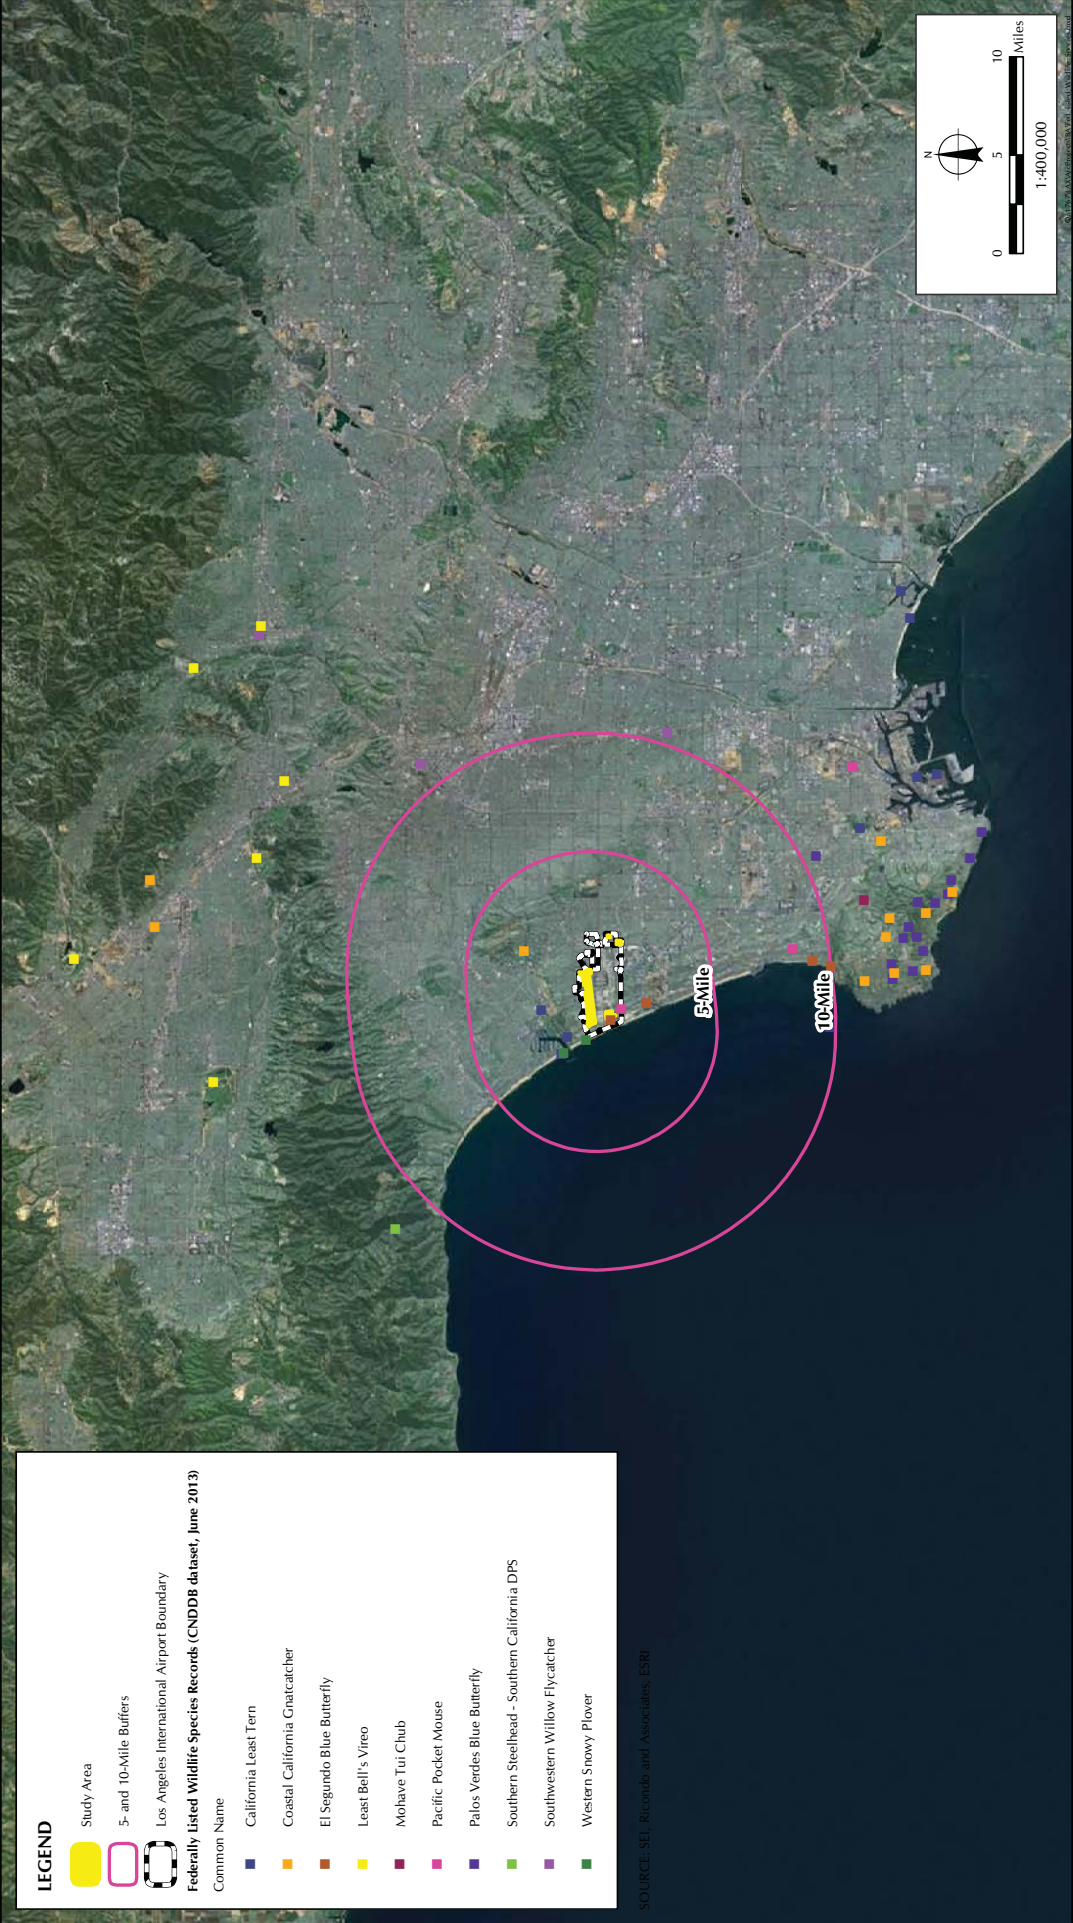 LEGEND
Study Area
5- and 10-Mile Buffers
Los Angeles International Airport Boundary
Federally Listed Wildlife Species Records (CNDDB dataset, June 2013)
Common Name
California Least Tern
Coastal California Gnatcatcher
El Segundo Blue Butterfly
Least Bell's Vireo
Mohave Tui Chub
Pacific Pocket Mouse
Palos Verdes Blue Butterfly
Southern Steelhead - Southern California DPS
Southwestern Willow Flycatcher
Western Snowy Plover
SOURCE: SEI, Ricondo and Associates, ESRI
5-Mile
10-Mile
N
0 5 10
Miles
1:400,000